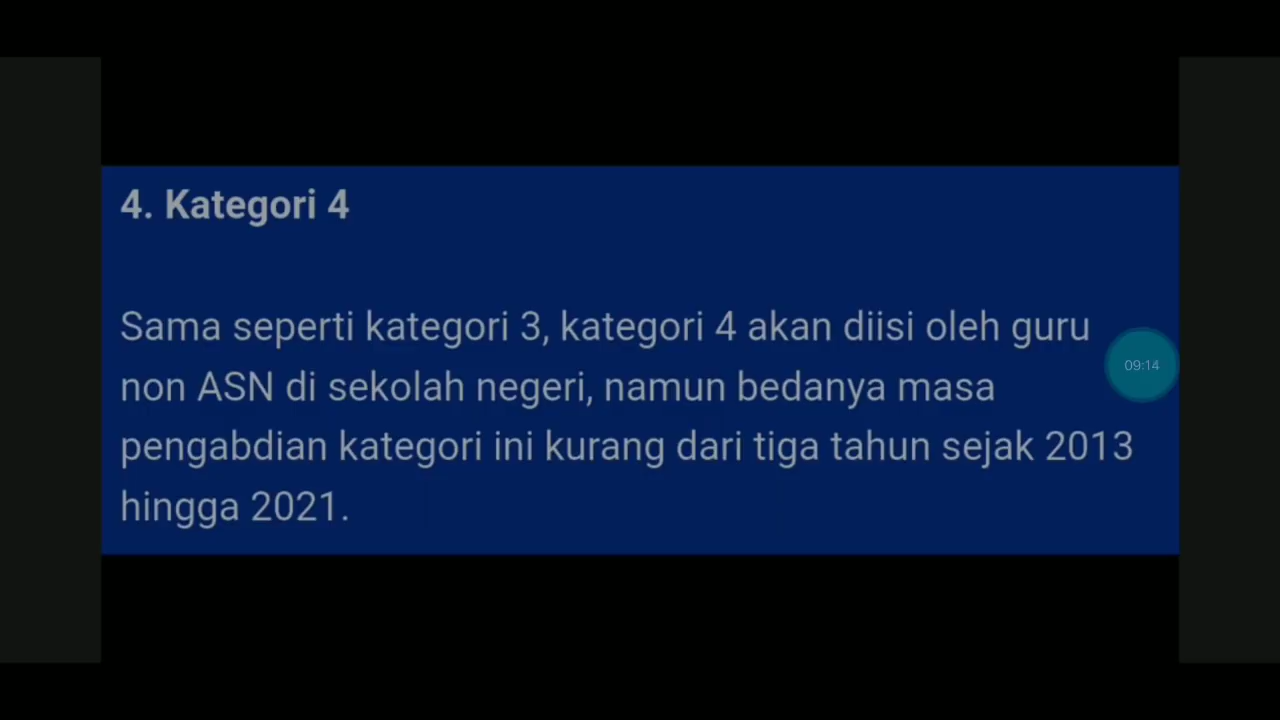 4. Kategori 4
Sama seperti kategori 3, kategori 4 akan diisi oleh guru
non ASN di sekolah negeri, namun bedanya masa
pengabdian kategori ini kurang dari tiga tahun sejak 2013
hingga 2021.
09:14